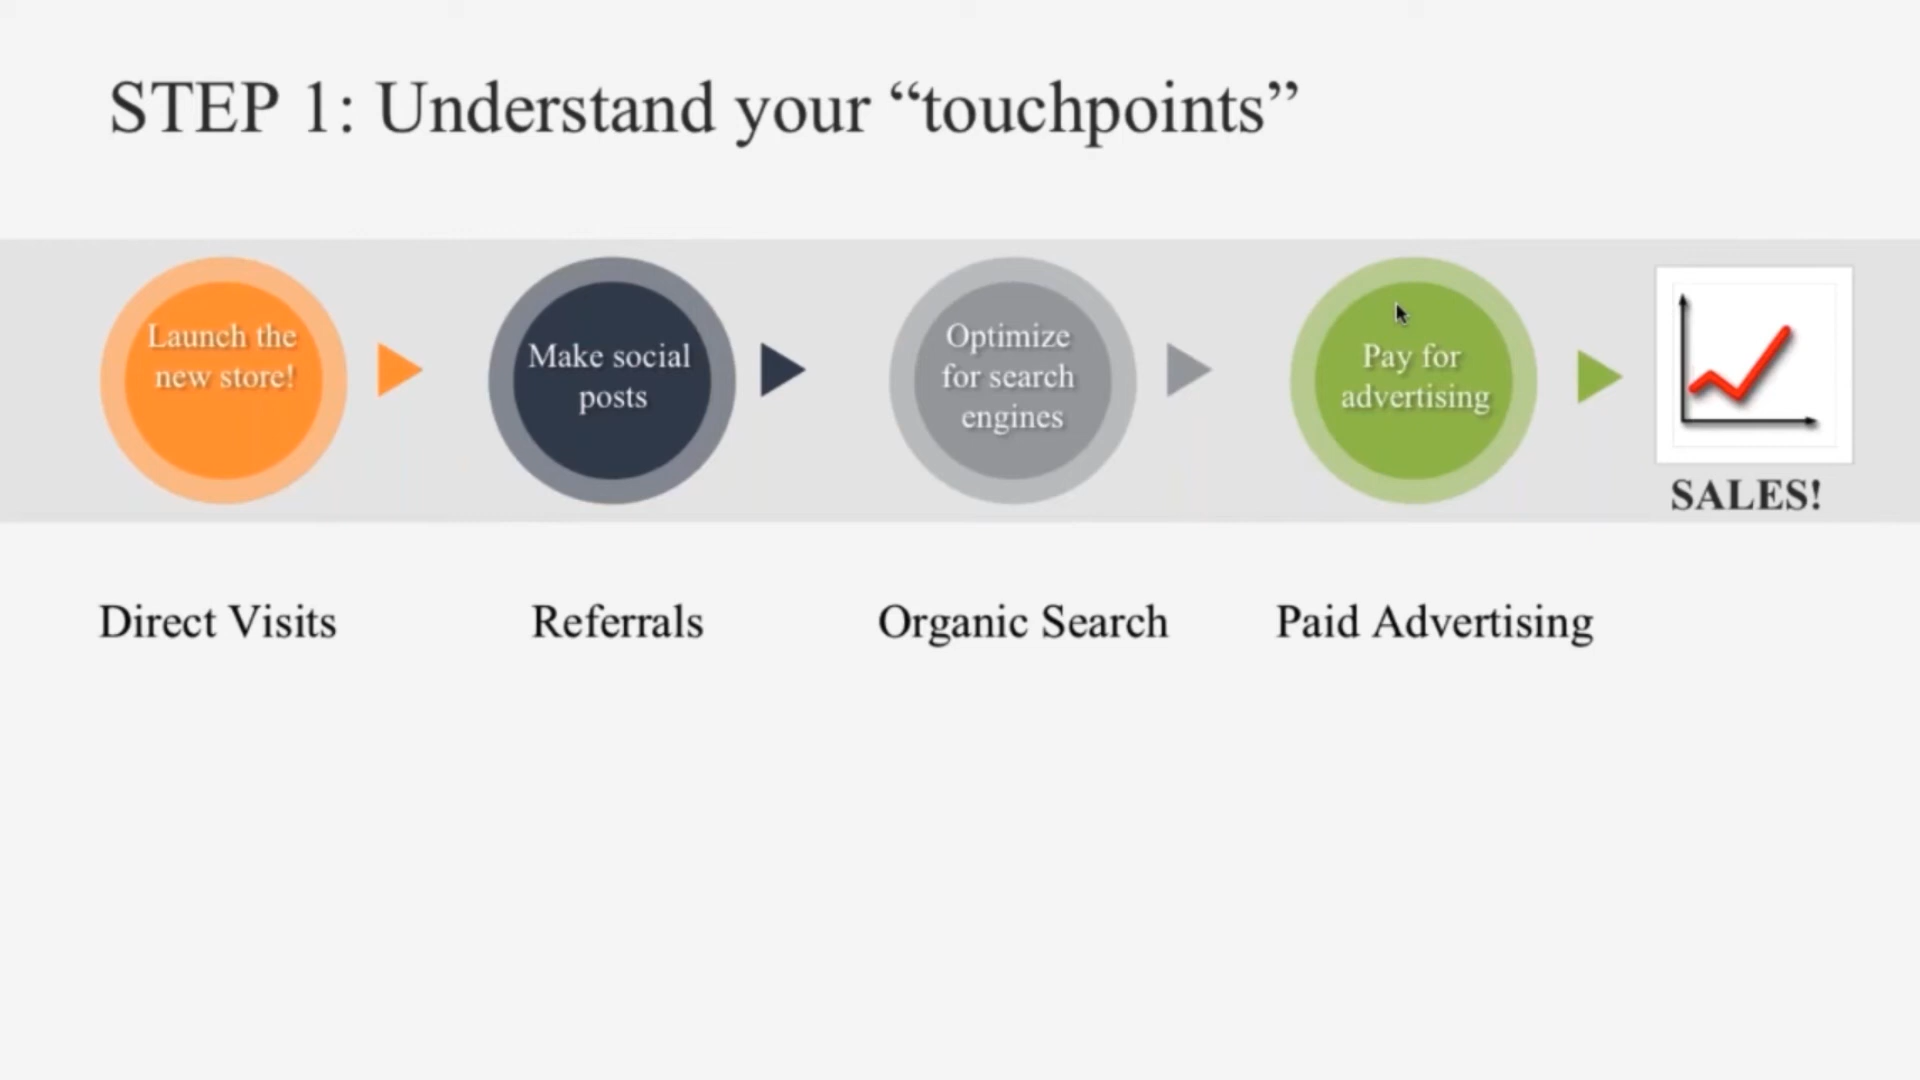 STEP 1: Understand your “touchpoints”
Launch the
new store!
Make social
posts
Optimize
for search
engines
Pay for
advertising
SALES!
Direct Visits
Referrals
Organic Search
Paid Advertising